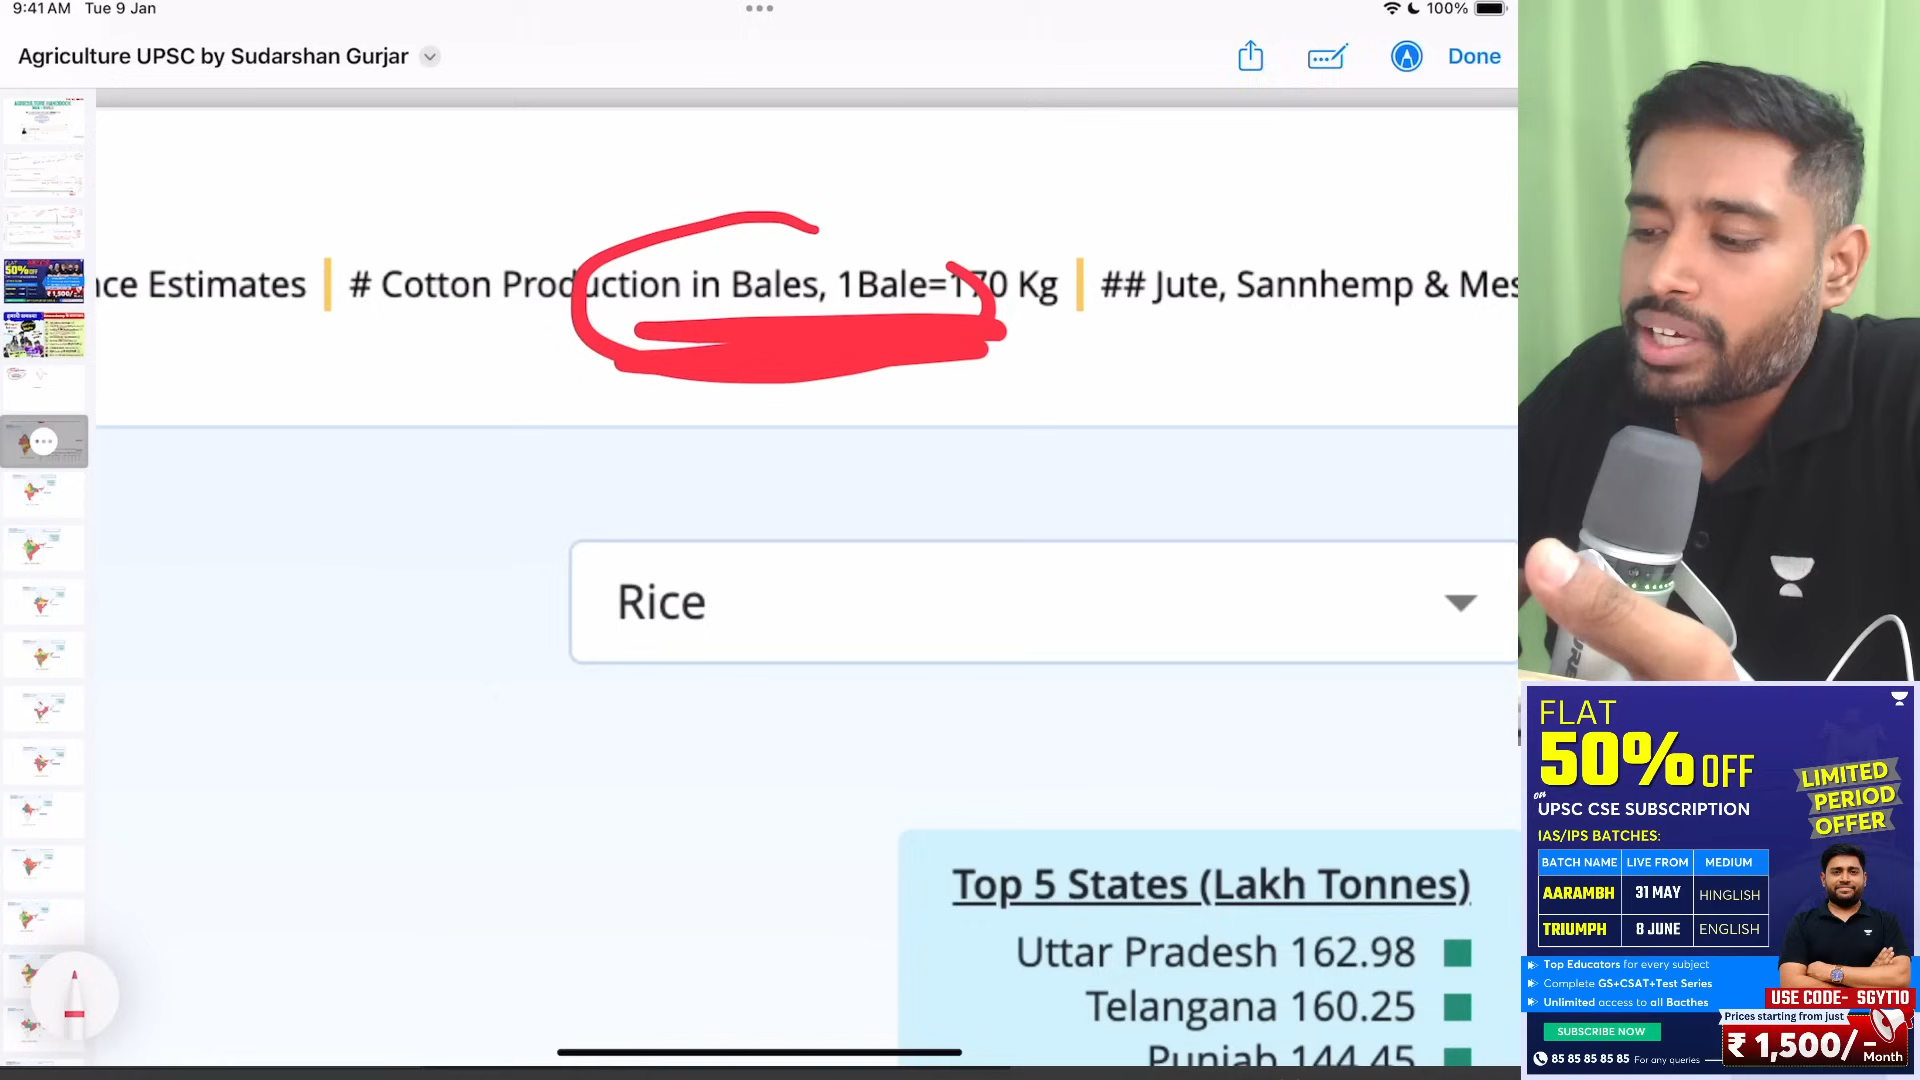 9:41 AM Tue 9 Jan
100%
Agriculture UPSC by Sudarshan Gurjar
Done
Estimates | # Cotton Production in Bales, 1Bale=170 Kg | ## Jute, Sannhemp &
Rice
Top 5 States (Lakh Tonnes)
Uttar Pradesh 162.98
Telangana 160.25
Punjab 144.45
FLAT
50% OFF
on
UPSC CSE SUBSCRIPTION
LIMITED
PERIOD
OFFER
IAS/IPS BATCHES:
BATCH NAME LIVE FROM MEDIUM
AARAMBH 31 MAY HINGLISH
TRIUMPH 8 JUNE ENGLISH
Top Educators for every subject
Complete GS+CSAT+Test Series
Unlimited access to all Bacthes
USE CODE- SGYT10
SUBSCRIBE NOW
Prices starting from just
₹ 1,500/- Month
85 85 85 85 85 For any queries